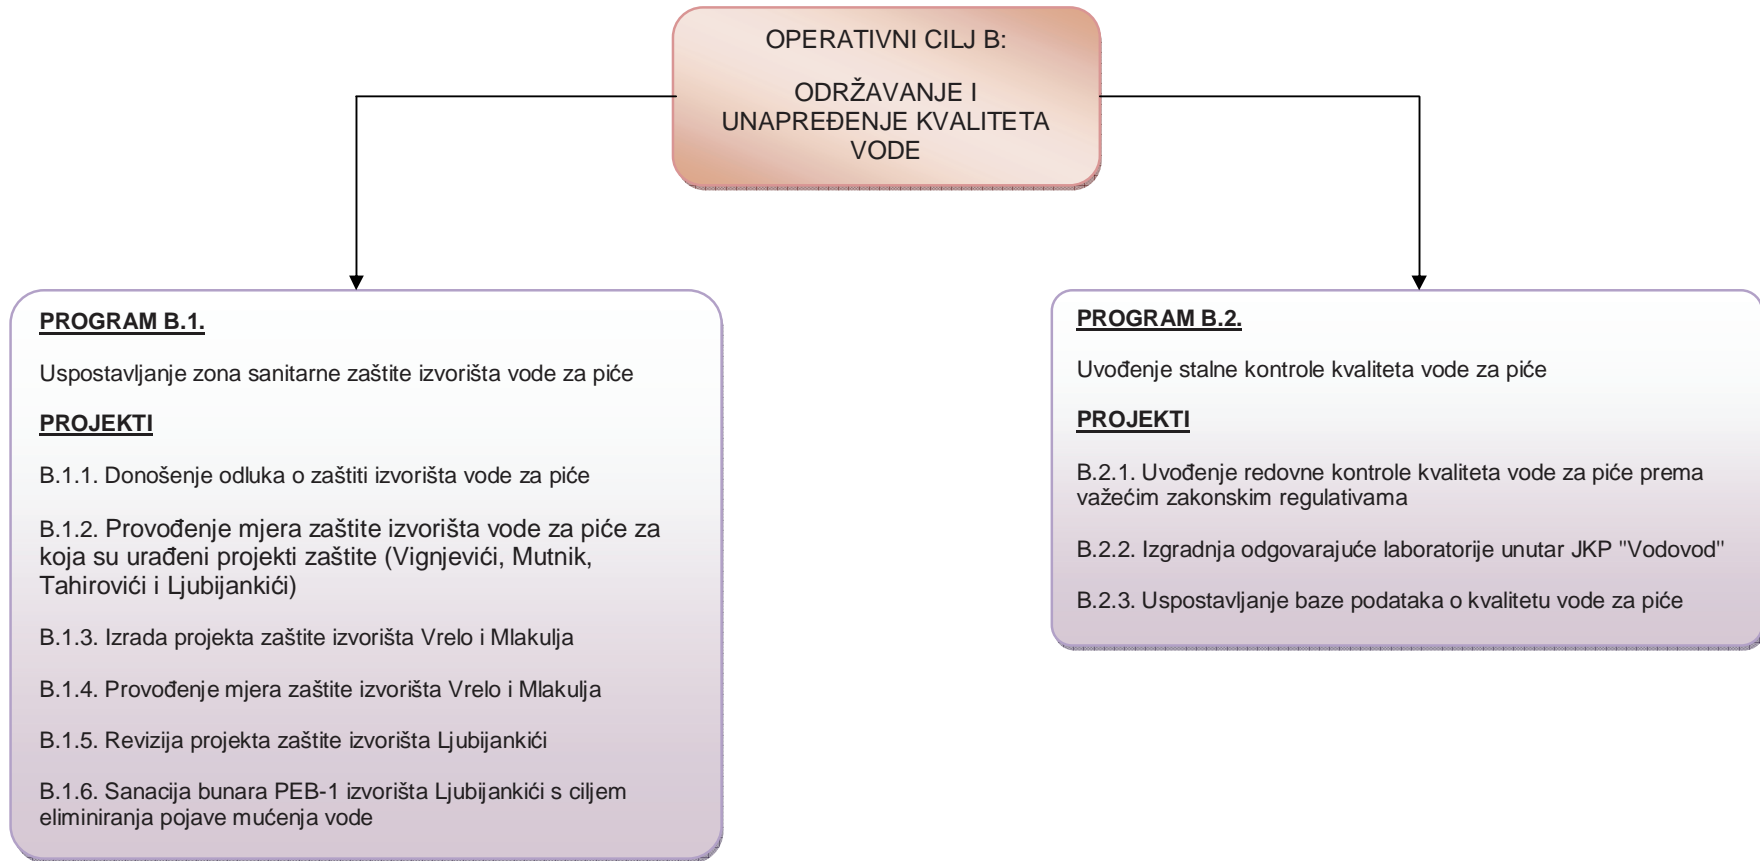 OPERATIVNI CILJ B:
ODRŽAVANJE I
UNAPREĐENJE KVALITETA
VODE
PROGRAM B.1.
Uspostavljanje zona sanitarne zaštite izvorišta vode za piće
PROJEKTI
B.1.1. Donošenje odluka o zaštiti izvorišta vode za piće
B.1.2. Provođenje mjera zaštite izvorišta vode za piće za
koja su urađeni projekti zaštite (Vignjevići, Mutnik,
Tahirovići i Ljubijankići)
B.1.3. Izrada projekta zaštite izvorišta Vrelo i Mlakulja
B.1.4. Provođenje mjera zaštite izvorišta Vrelo i Mlakulja
B.1.5. Revizija projekta zaštite izvorišta Ljubijankići
B.1.6. Sanacija bunara PEB-1 izvorišta Ljubijankići s ciljem
eliminiranja pojave mućenja vode
PROGRAM B.2.
Uvođenje stalne kontrole kvaliteta vode za piće
PROJEKTI
B.2.1. Uvođenje redovne kontrole kvaliteta vode za piće prema
važećim zakonskim regulativama
B.2.2. Izgradnja odgovarajuće laboratorije unutar JKP "Vodovod"
B.2.3. Uspostavljanje baze podataka o kvalitetu vode za piće